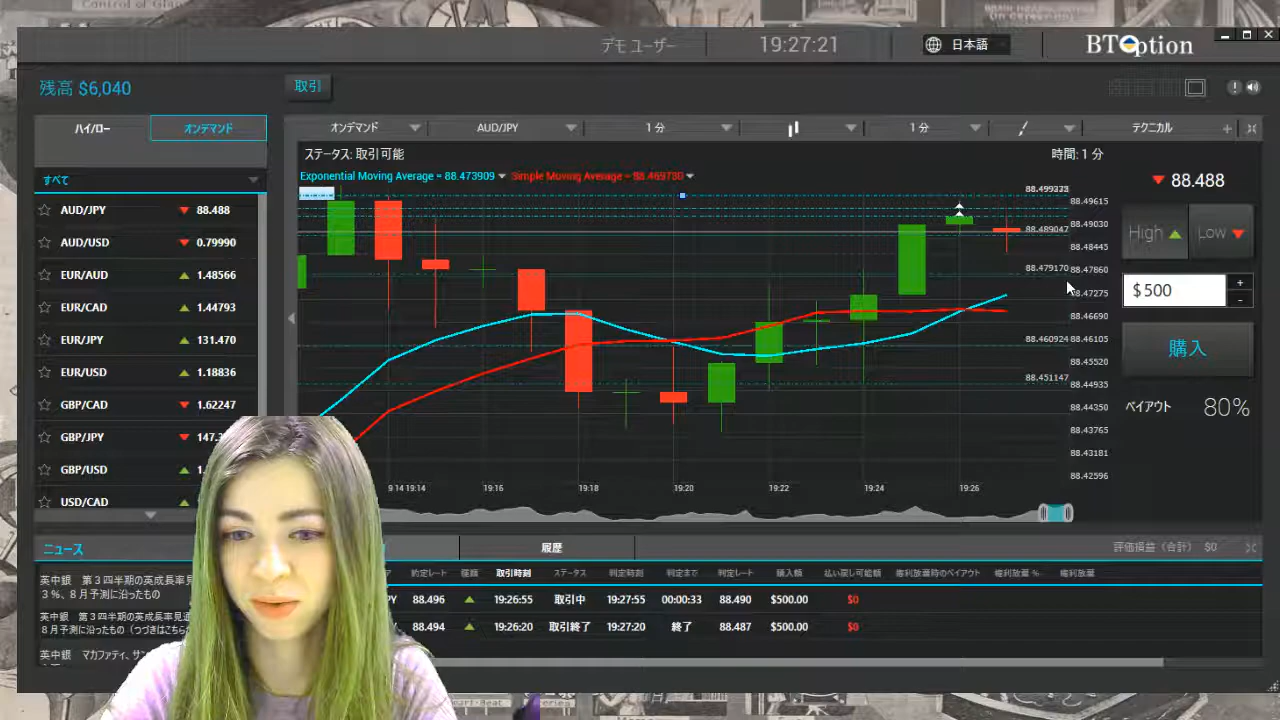 デモ ユーザー
19:27:21
日本語
BTOption
残高 $6,040
取引
ハイ/ロー
オンデマンド
オンデマンド
AUD/JPY
1 分
1 分
テクニカル
すべて
ステータス: 取引可能
時間: 1 分
Exponential Moving Average = 88.473909
Simple Moving Average = 88.469730
AUD/JPY 88.488
AUD/USD 0.79990
EUR/AUD 1.48566
EUR/CAD 1.44793
EUR/JPY 131.470
EUR/USD 1.18836
GBP/CAD 1.62247
GBP/JPY 147.
GBP/USD 1.
USD/CAD
88.489047
88.479170
88.460924
88.451147
88.49615
88.49030
88.48445
88.47860
88.47275
88.46690
88.46105
88.45520
88.44935
88.44350
88.43765
88.43181
88.42596
9 14 19:14
19:16
19:18
19:20
19:22
19:24
19:26
88.488
High
Low
$ 500
+
-
購入
ペイアウト 80%
ニュース
履歴
評価損益（合計） $0
英中銀 第３四半期の英成長率見
３％、８月予測に沿ったもの
英中銀 第３四半期の英成長率見通
８月予測に沿ったもの（つづきはこちら
英中銀 マカファティ、サン
約定レート 種類 取引時刻 ステータス 判定時刻 判定まで 判定レート 購入額 払い戻し可能額 権利放棄時のペイアウト 権利放棄 % 権利放棄
PY 88.496 19:26:55 取引中 19:27:55 00:00:33 88.490 $500.00 $0
88.494 19:26:20 取引終了 19:27:20 終了 88.487 $500.00 $0